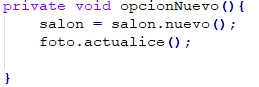 private void opcionNuevo(){
salon = salon.nuevo();
foto.actualice();
}